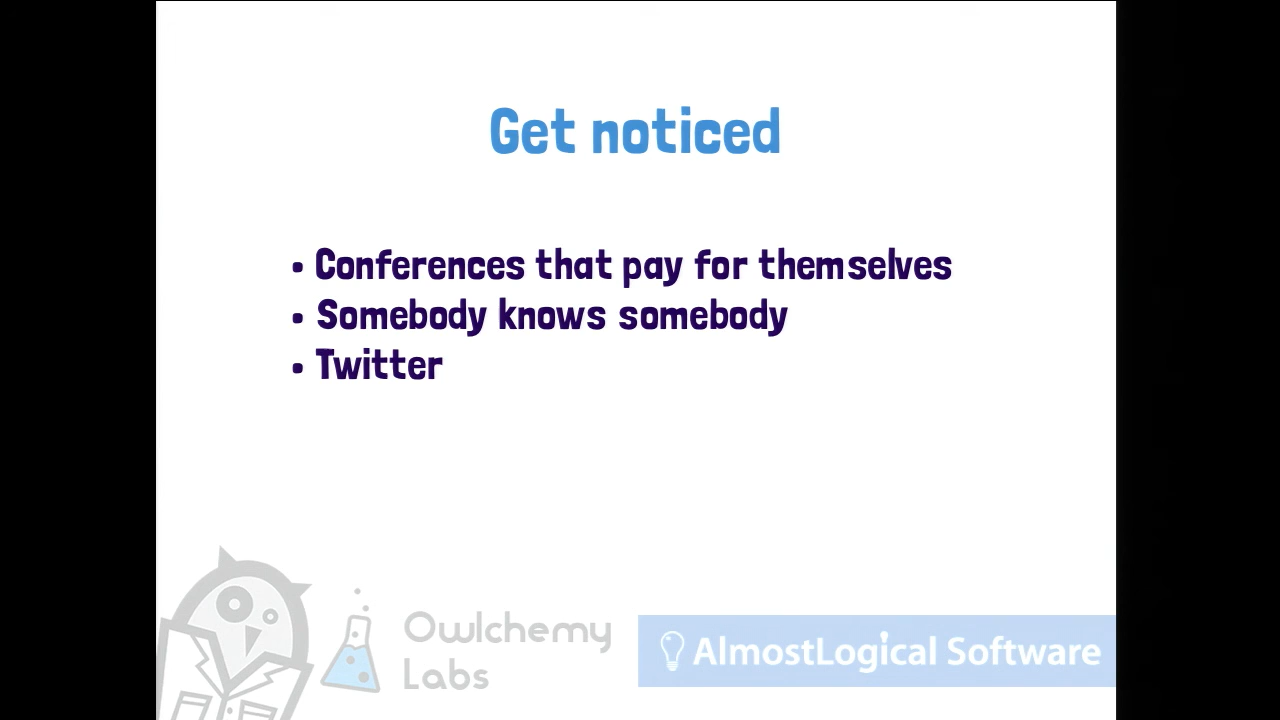 Get noticed
• Conferences that pay for themselves
• Somebody knows somebody
• Twitter
Owlchemy
Labs
AlmostLogical Software